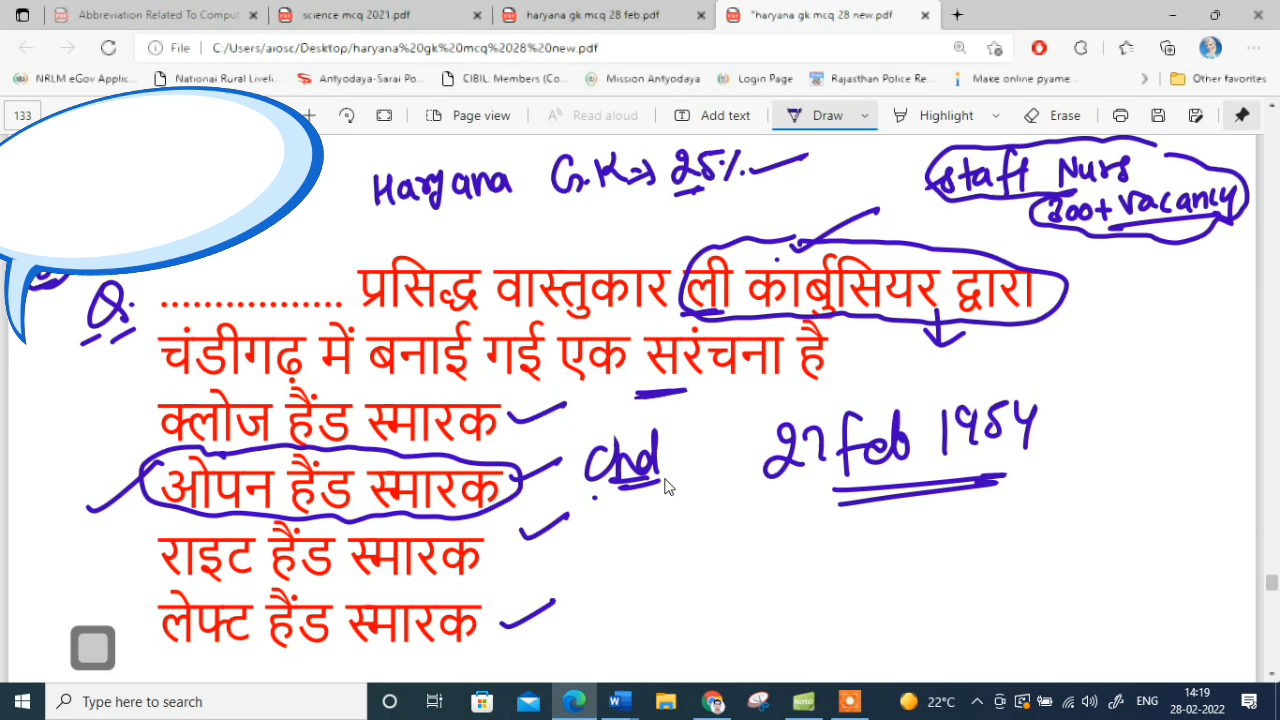 Abbreviation Related To Comput
science mcq 2021.pdf
haryana gk mcq 28 feb.pdf
*haryana gk mcq 28 new.pdf
File
C:/Users/aiosc/Desktop/haryana%20gk%20mcq%2028%20new.pdf
NRLM eGov Applic...
National Rural Liveli...
Antyodaya-Sarai Po...
CIBIL: Members (Co...
Mission Antyodaya
Login Page
Rajasthan Police Re...
Make online pyame...
Other favorites
133
Page view
Read aloud
Add text
Draw
Highlight
Erase
Haryana G.K => 25%
Staff Nurs
300+ vacancy
Q. ................. प्रसिद्ध वास्तुकार ली कार्बुसियर द्वारा
चंडीगढ़ में बनाई गई एक सरंचना है
क्लोज हैंड स्मारक
ओपन हैंड स्मारक
Chd
27 Feb 1954
राइट हैंड स्मारक
लेफ्ट हैंड स्मारक
Type here to search
22°C
ENG
14:19
28-02-2022